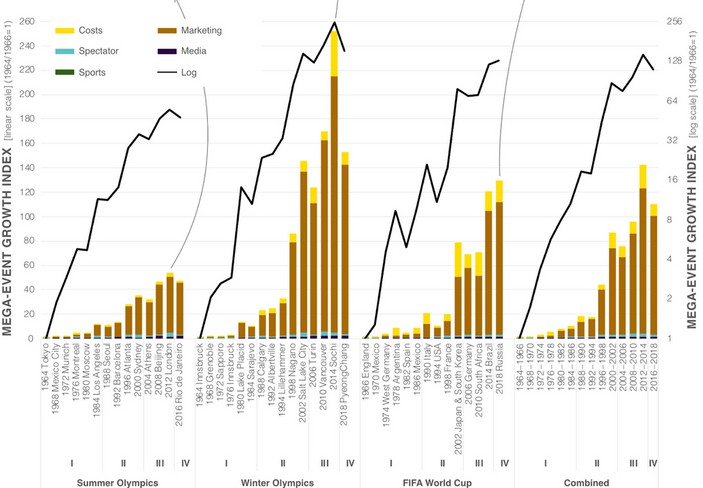 260
240
220
200
180
160
140
120
100
80
60
40
20
0
MEGA-EVENT GROWTH INDEX [linear scale] (1964/1966=1)
Costs
Marketing
Spectator
Media
Sports
Log
256
128
64
32
16
8
4
2
1
MEGA-EVENT GROWTH INDEX [log scale] (1964/1966=1)
1964 Tokyo
1968 Mexico City
1972 Munich
1976 Montreal
1980 Moscow
1984 Los Angeles
1988 Seoul
1992 Barcelona
1996 Atlanta
2000 Sydney
2004 Athens
2008 Beijing
2012 London
2016 Rio de Janeiro
1964 Innsbruck
1968 Grenoble
1972 Sapporo
1976 Innsbruck
1980 Lake Placid
1984 Sarajevo
1988 Calgary
1992 Albertville
1994 Lillehammer
1998 Nagano
2002 Salt Lake City
2006 Turin
2010 Vancouver
2014 Sochi
2018 PyeongChang
1966 England
1970 Mexico
1974 West Germany
1978 Argentina
1982 Spain
1986 Mexico
1990 Italy
1994 USA
1998 France
2002 Japan & South Korea
2006 Germany
2010 South Africa
2014 Brazil
2018 Russia
1964–1966
1968–1970
1972–1974
1976–1978
1980–1982
1984–1986
1988–1990
1992–1994
1996–1998
2000–2002
2004–2006
2008–2010
2012–2014
2016–2018
I II III IV
I II III IV
I II III IV
I II III IV
Summer Olympics
Winter Olympics
FIFA World Cup
Combined